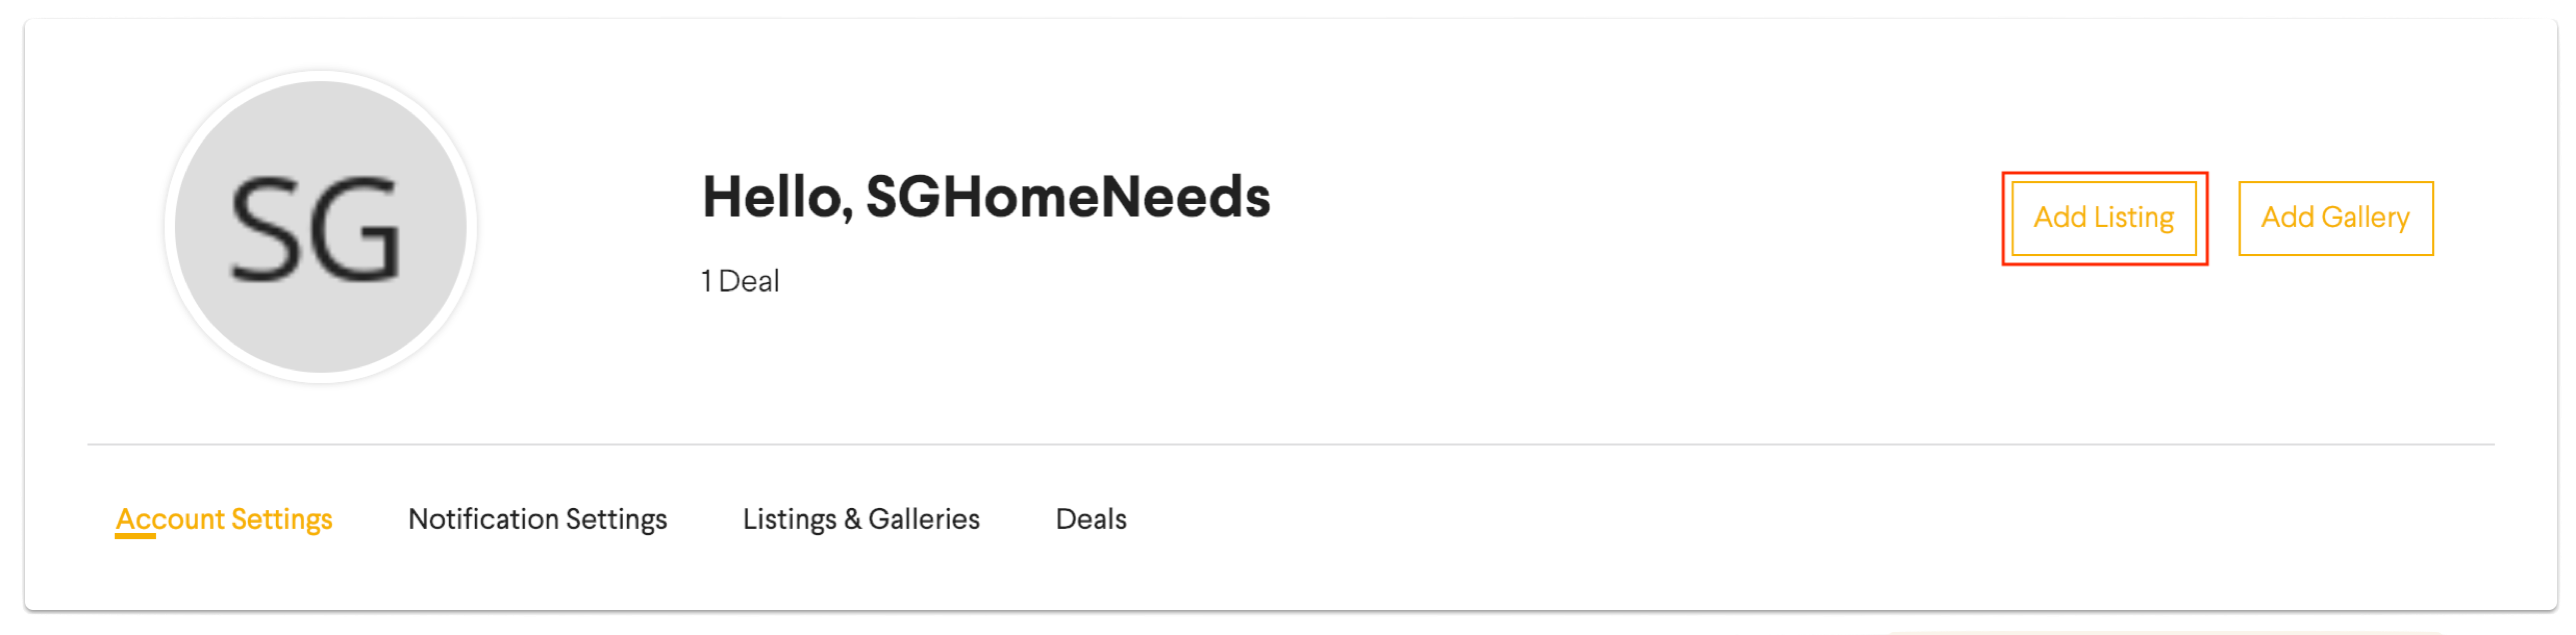 SG
Hello, SGHomeNeeds
1 Deal
Add Listing
Add Gallery
Account Settings
Notification Settings
Listings & Galleries
Deals